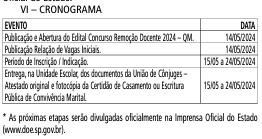 VI – CRONOGRAMA
EVENTO DATA
Publicação e Abertura do Edital Concurso Remoção Docente 2024 – QM. 14/05/2024
Publicação Relação de Vagas Iniciais. 14/05/2024
Período de Inscrição / Indicação. 15/05 a 24/05/2024
Entrega, na Unidade Escolar, dos documentos da União de Cônjuges –
Atestado original e fotocópia da Certidão de Casamento ou Escritura 15/05 a 24/05/2024
Pública de Convivência Marital.
* As próximas etapas serão divulgadas oficialmente na Imprensa Oficial do Estado
(www.doe.sp.gov.br).